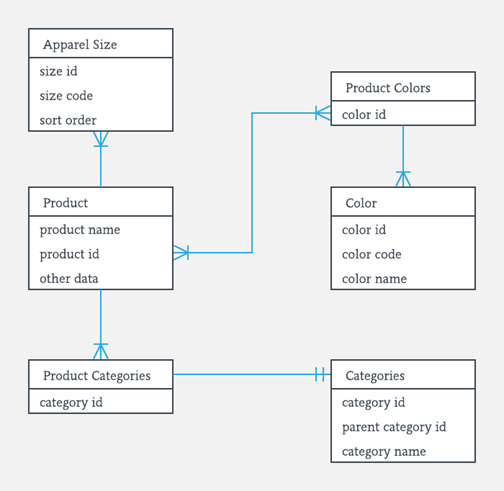 Apparel Size
size id
size code
sort order
Product Colors
color id
Product
product name
product id
other data
Color
color id
color code
color name
Product Categories
category id
Categories
category id
parent category id
category name